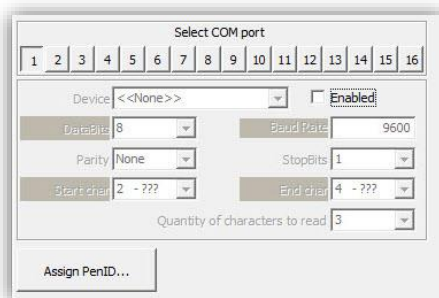 Select COM port
1 2 3 4 5 6 7 8 9 10 11 12 13 14 15 16
Device <<None>> Enabled
DataBits 8 Baud Rate 9600
Parity None StopBits 1
Start char 2 - ??? End char 4 - ???
Quantity of characters to read 3
Assign PenID...